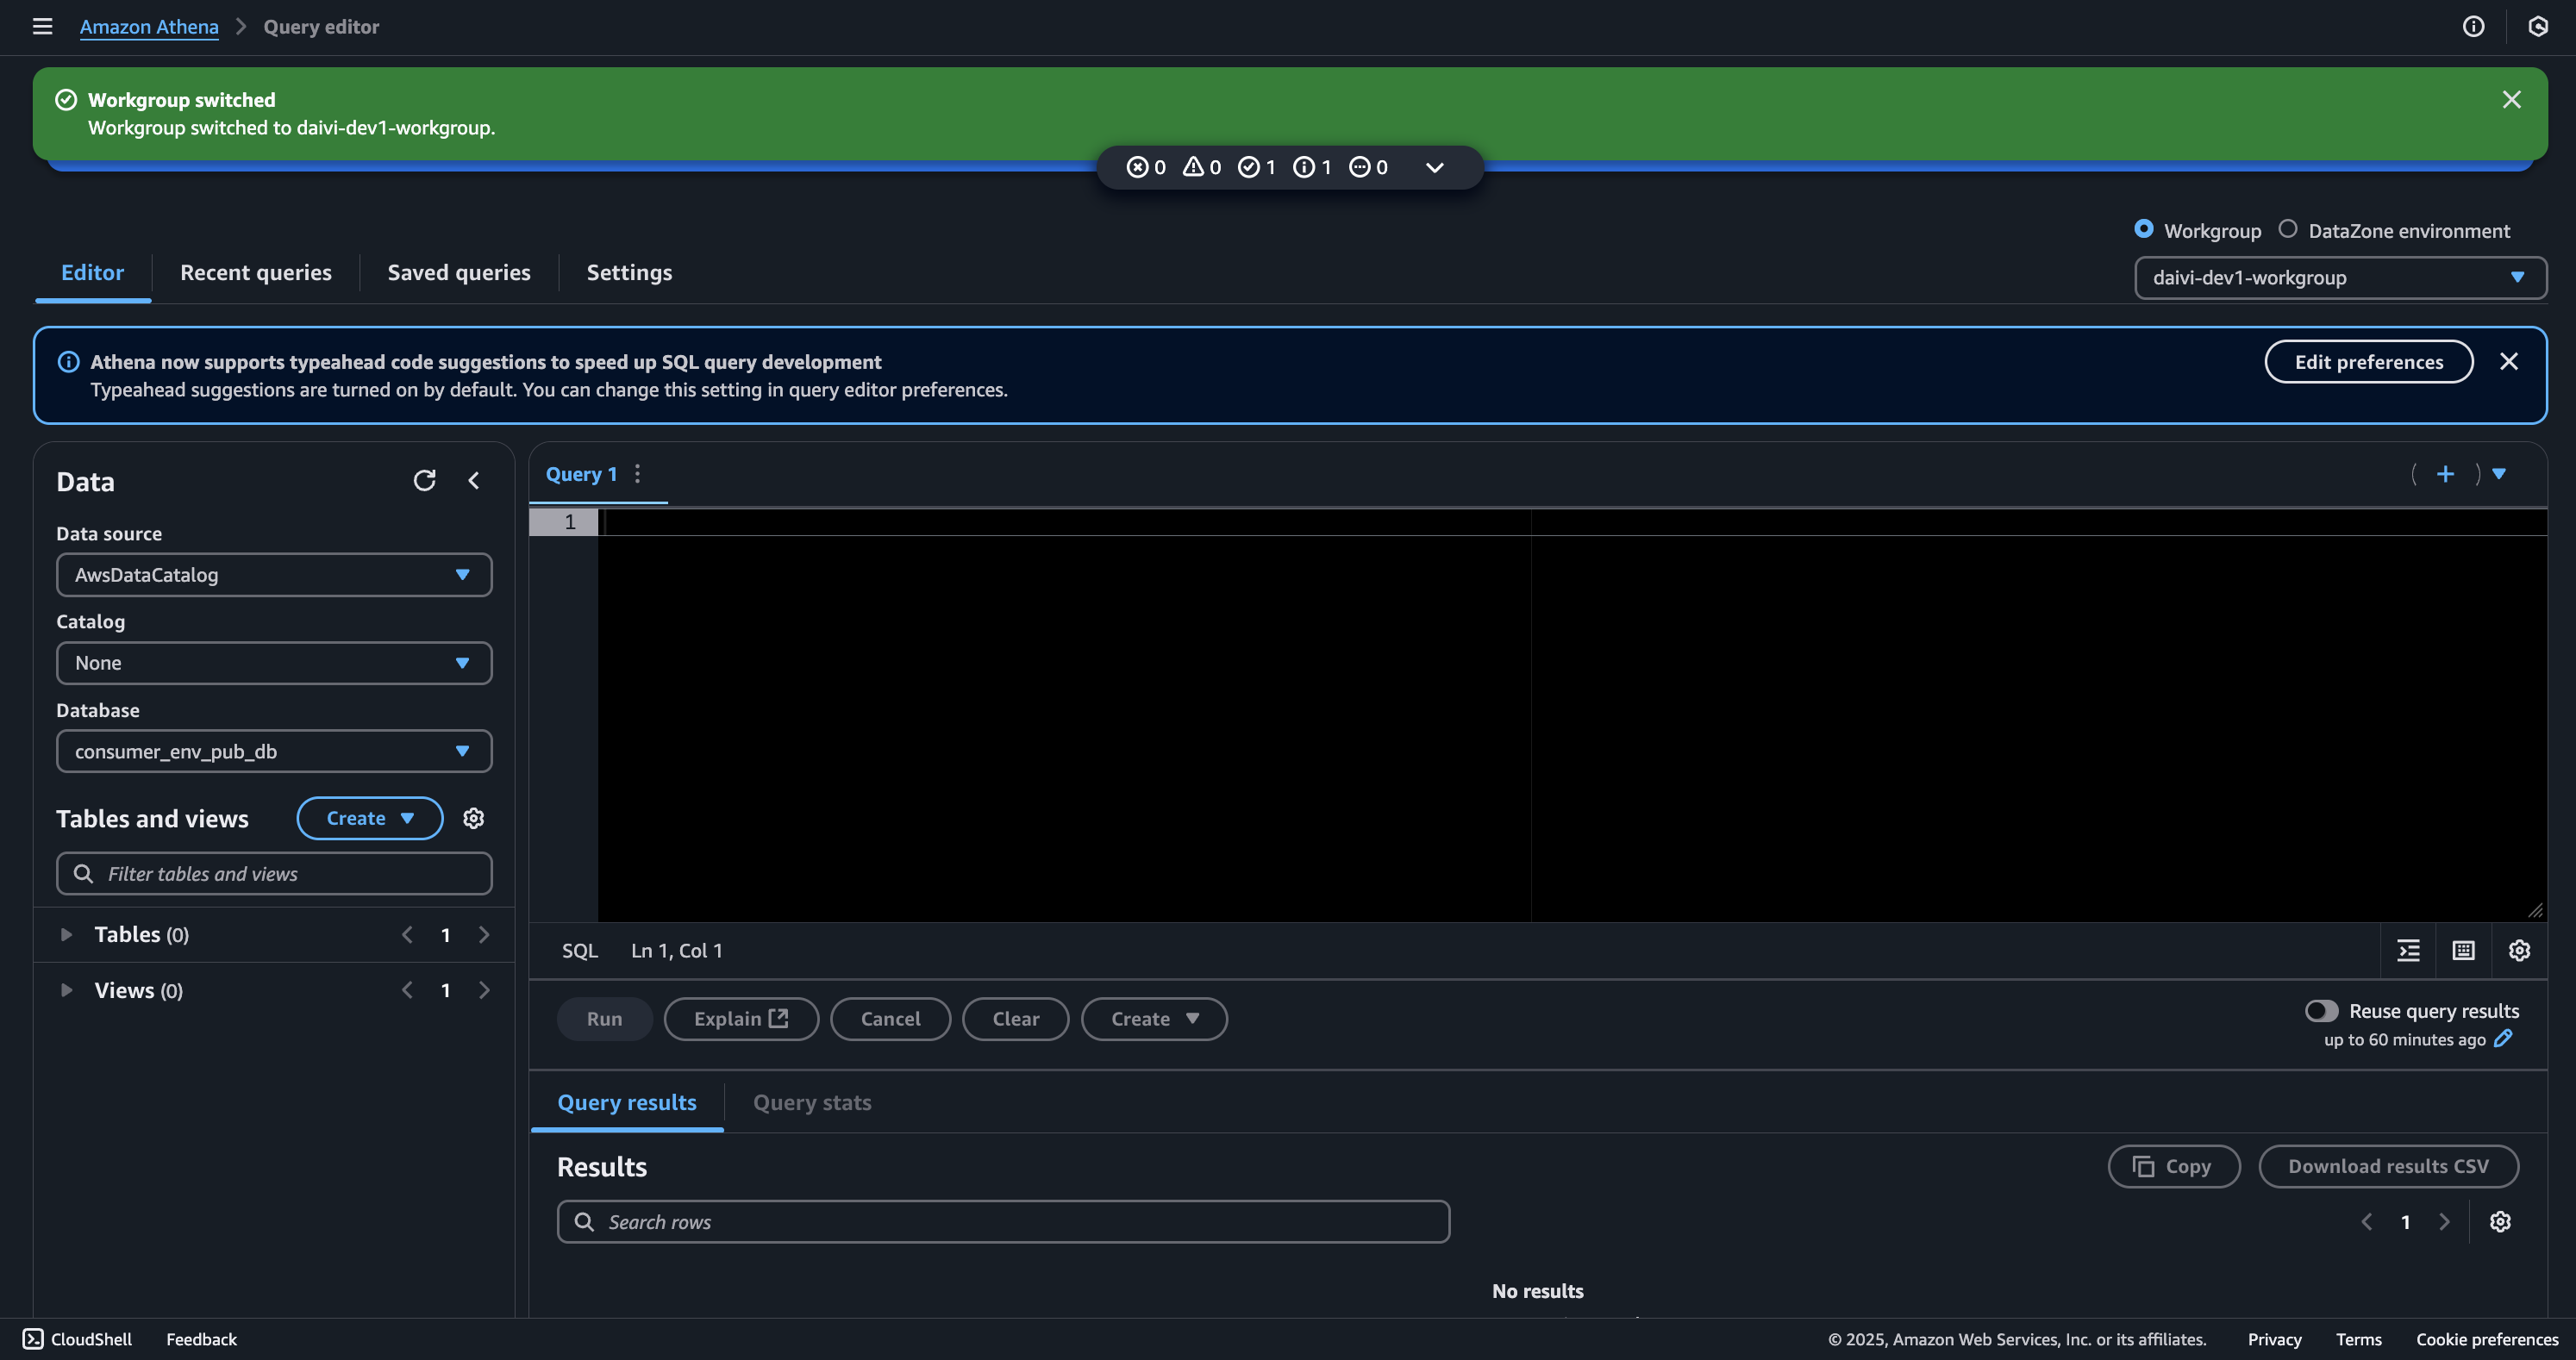 Amazon Athena > Query editor
Workgroup switched
Workgroup switched to daivi-dev1-workgroup.
0 0 1 1 0
Workgroup DataZone environment
Editor Recent queries Saved queries Settings
daivi-dev1-workgroup
Athena now supports typeahead code suggestions to speed up SQL query development
Typeahead suggestions are turned on by default. You can change this setting in query editor preferences.
Edit preferences
Data
Data source
AwsDataCatalog
Catalog
None
Database
consumer_env_pub_db
Tables and views
Create
Filter tables and views
Tables (0) 1
Views (0) 1
Query 1
( + )
1
SQL Ln 1, Col 1
Run Explain Cancel Clear Create
Reuse query results
up to 60 minutes ago
Query results Query stats
Results
Copy Download results CSV
Search rows
1
No results
CloudShell Feedback
© 2025, Amazon Web Services, Inc. or its affiliates. Privacy Terms Cookie preferences